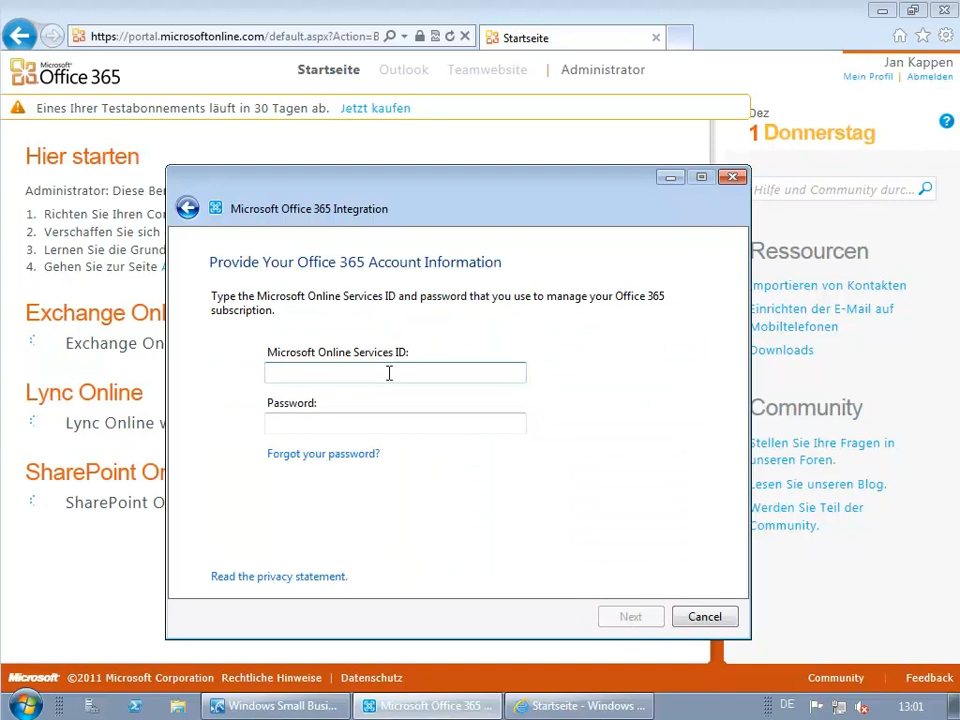 https://portal.microsoftonline.com/default.aspx?Action=B
Startseite
Microsoft
Office 365
Startseite
Outlook
Teamwebsite
|
Administrator
Jan Kappen
Mein Profil | Abmelden
Eines Ihrer Testabonnements läuft in 30 Tagen ab. Jetzt kaufen
Dez
1 Donnerstag
Hier starten
Administrator: Diese Ber
1. Richten Sie Ihren Con
2. Verschaffen Sie sich
3. Lernen Sie die Grund
4. Gehen Sie zur Seite A
Exchange Onl
Exchange On
Lync Online
Lync Online w
SharePoint On
SharePoint O
Microsoft Office 365 Integration
Provide Your Office 365 Account Information
Type the Microsoft Online Services ID and password that you use to manage your Office 365
subscription.
Microsoft Online Services ID:
Password:
Forgot your password?
Read the privacy statement.
Next
Cancel
Hilfe und Community durc...
Ressourcen
Importieren von Kontakten
Einrichten der E-Mail auf
Mobiltelefonen
Downloads
Community
Stellen Sie Ihre Fragen in
unseren Foren.
Lesen Sie unseren Blog.
Werden Sie Teil der
Community.
Microsoft ©2011 Microsoft Corporation Rechtliche Hinweise | Datenschutz
Community
Feedback
Windows Small Busi...
Microsoft Office 365 ...
Startseite - Windows ...
DE
13:01